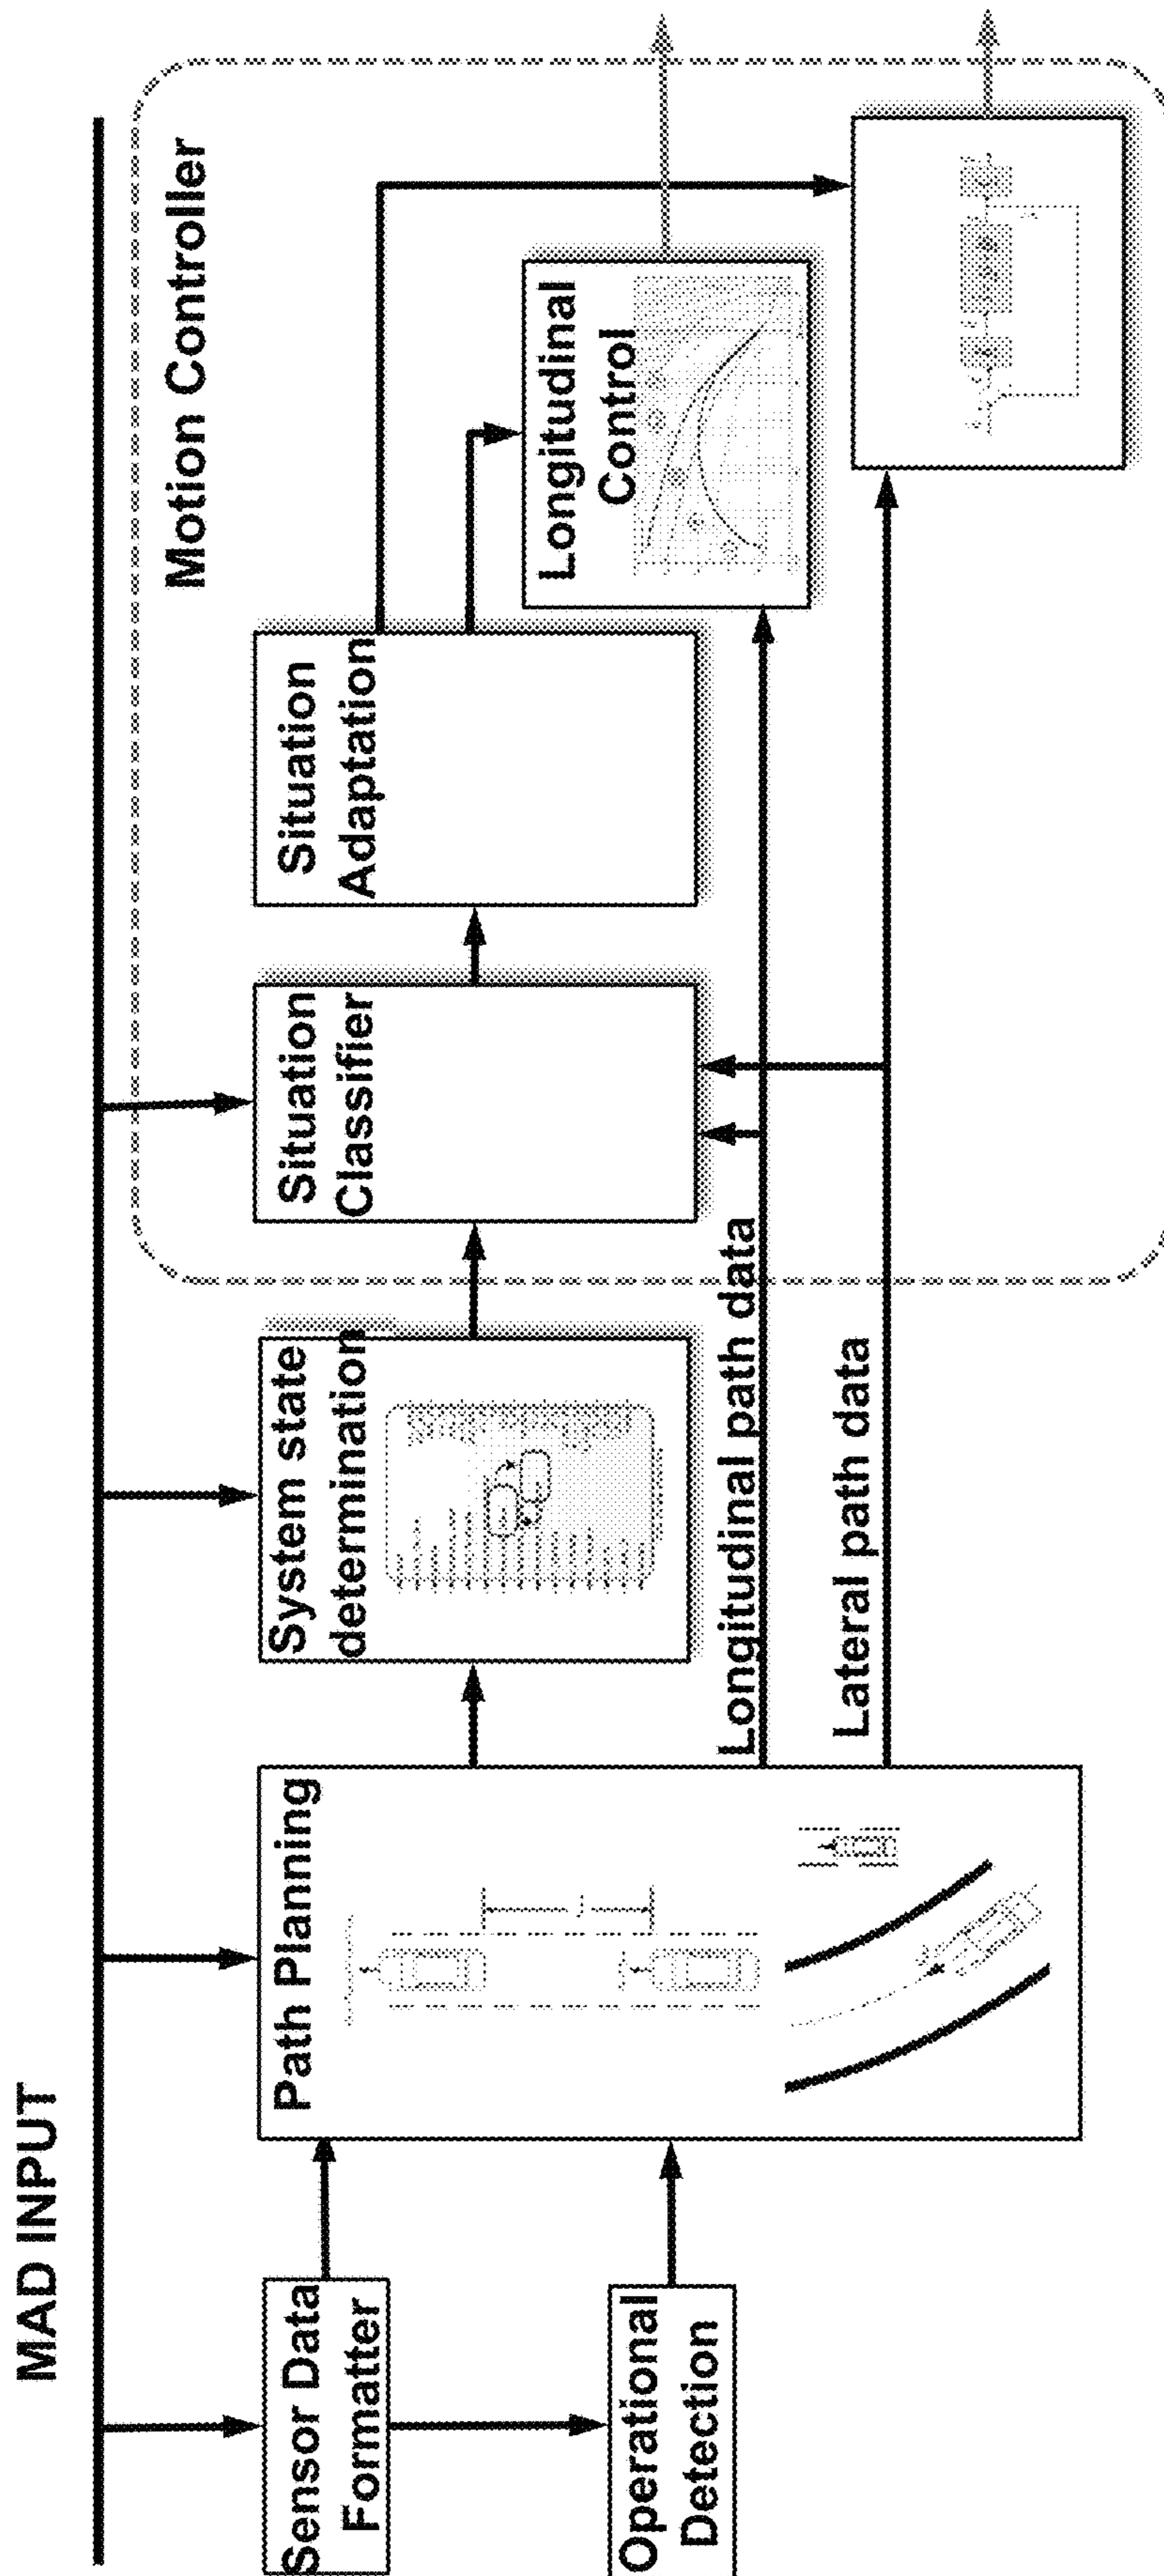 MAD INPUT
Motion Controller
Sensor Data
Formatter
Operational
Detection
Path Planning
System state
determination
Situation
Classifier
Situation
Adaptation
Longitudinal
Control
Longitudinal path data
Lateral path data